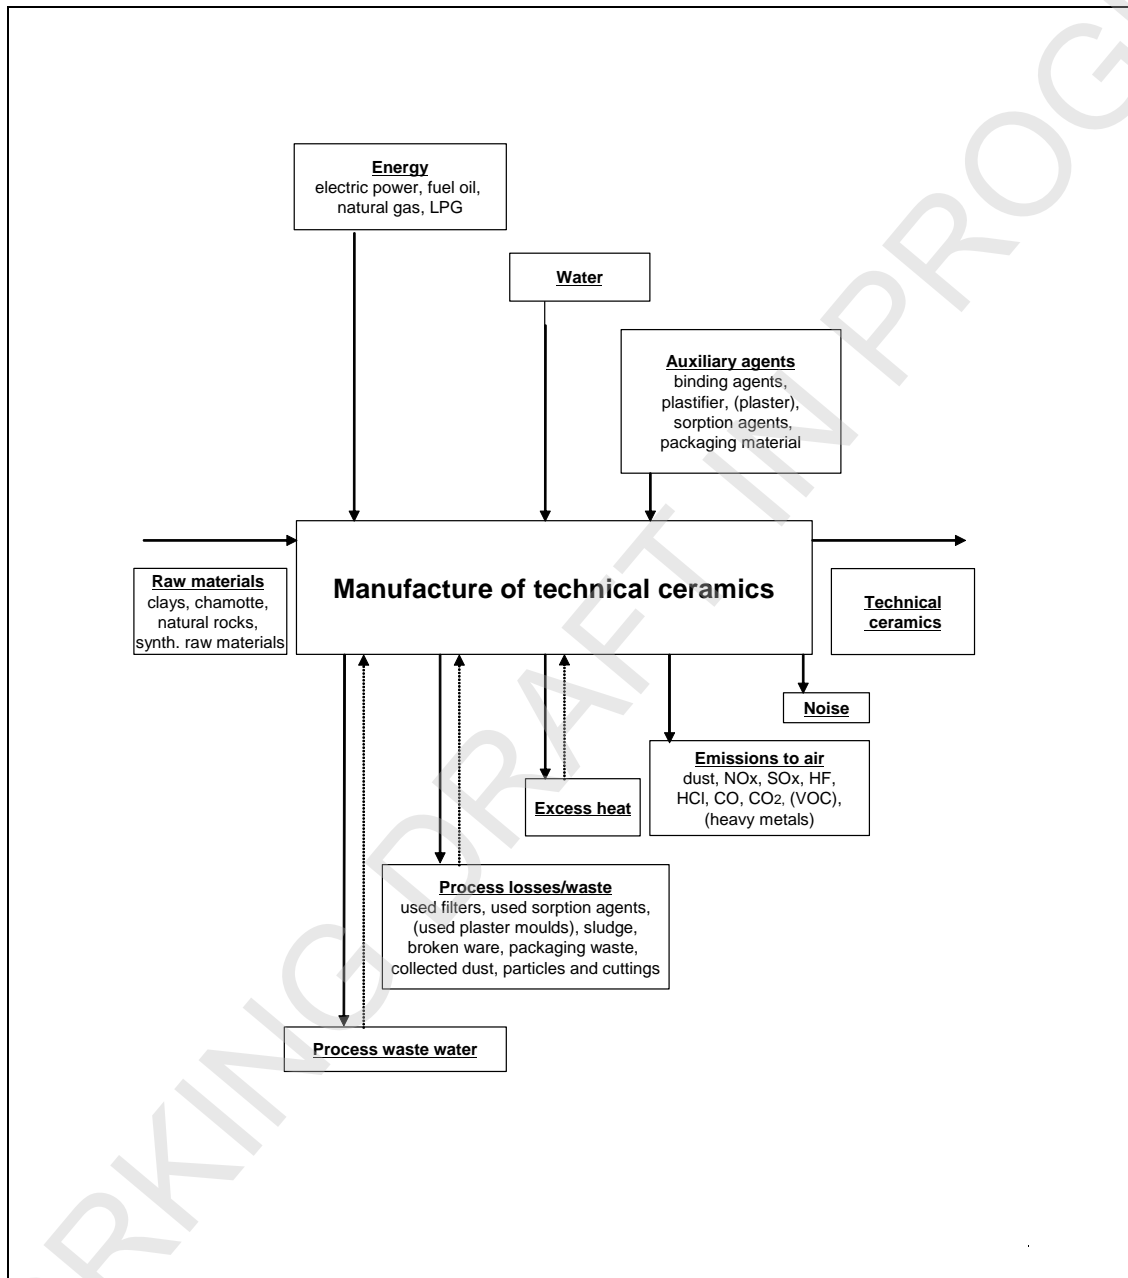 Energy
electric power, fuel oil,
natural gas, LPG
Water
Auxiliary agents
binding agents,
plastifier, (plaster),
sorption agents,
packaging material
Manufacture of technical ceramics
Raw materials
clays, chamotte,
natural rocks,
synth. raw materials
Technical
ceramics
Noise
Emissions to air
dust, NOx, SOx, HF,
HCl, CO, CO2, (VOC),
(heavy metals)
Excess heat
Process losses/waste
used filters, used sorption agents,
(used plaster moulds), sludge,
broken ware, packaging waste,
collected dust, particles and cuttings
Process waste water
RKING DRAFT IN PROG